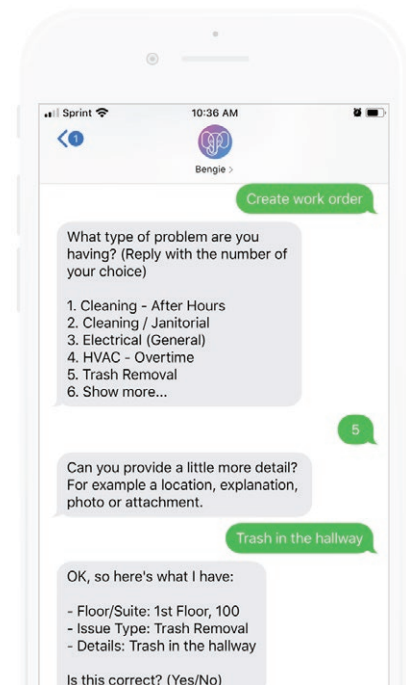 Sprint 10:36 AM
1
Bengie >
Create work order
What type of problem are you
having? (Reply with the number of
your choice)
1. Cleaning - After Hours
2. Cleaning / Janitorial
3. Electrical (General)
4. HVAC - Overtime
5. Trash Removal
6. Show more...
5
Can you provide a little more detail?
For example a location, explanation,
photo or attachment.
Trash in the hallway
OK, so here's what I have:
- Floor/Suite: 1st Floor, 100
- Issue Type: Trash Removal
- Details: Trash in the hallway
Is this correct? (Yes/No)